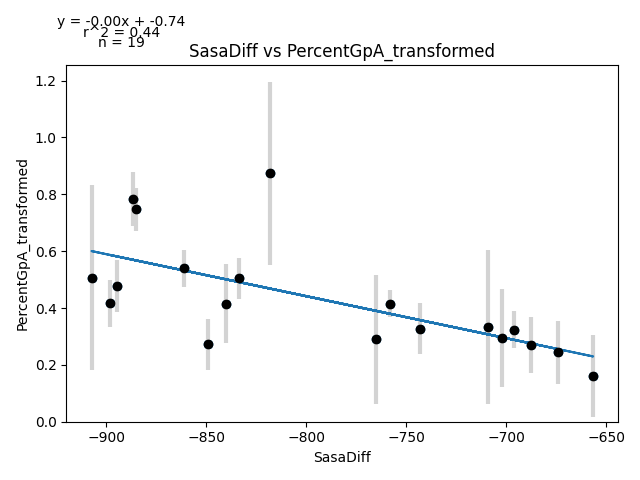 y = -0.00x + -0.74
r^2 = 0.44
n = 19
SasaDiff vs PercentGpA_transformed
PercentGpA_transformed
1.2
1.0
0.8
0.6
0.4
0.2
0.0
−900
−850
−800
−750
−700
−650
SasaDiff